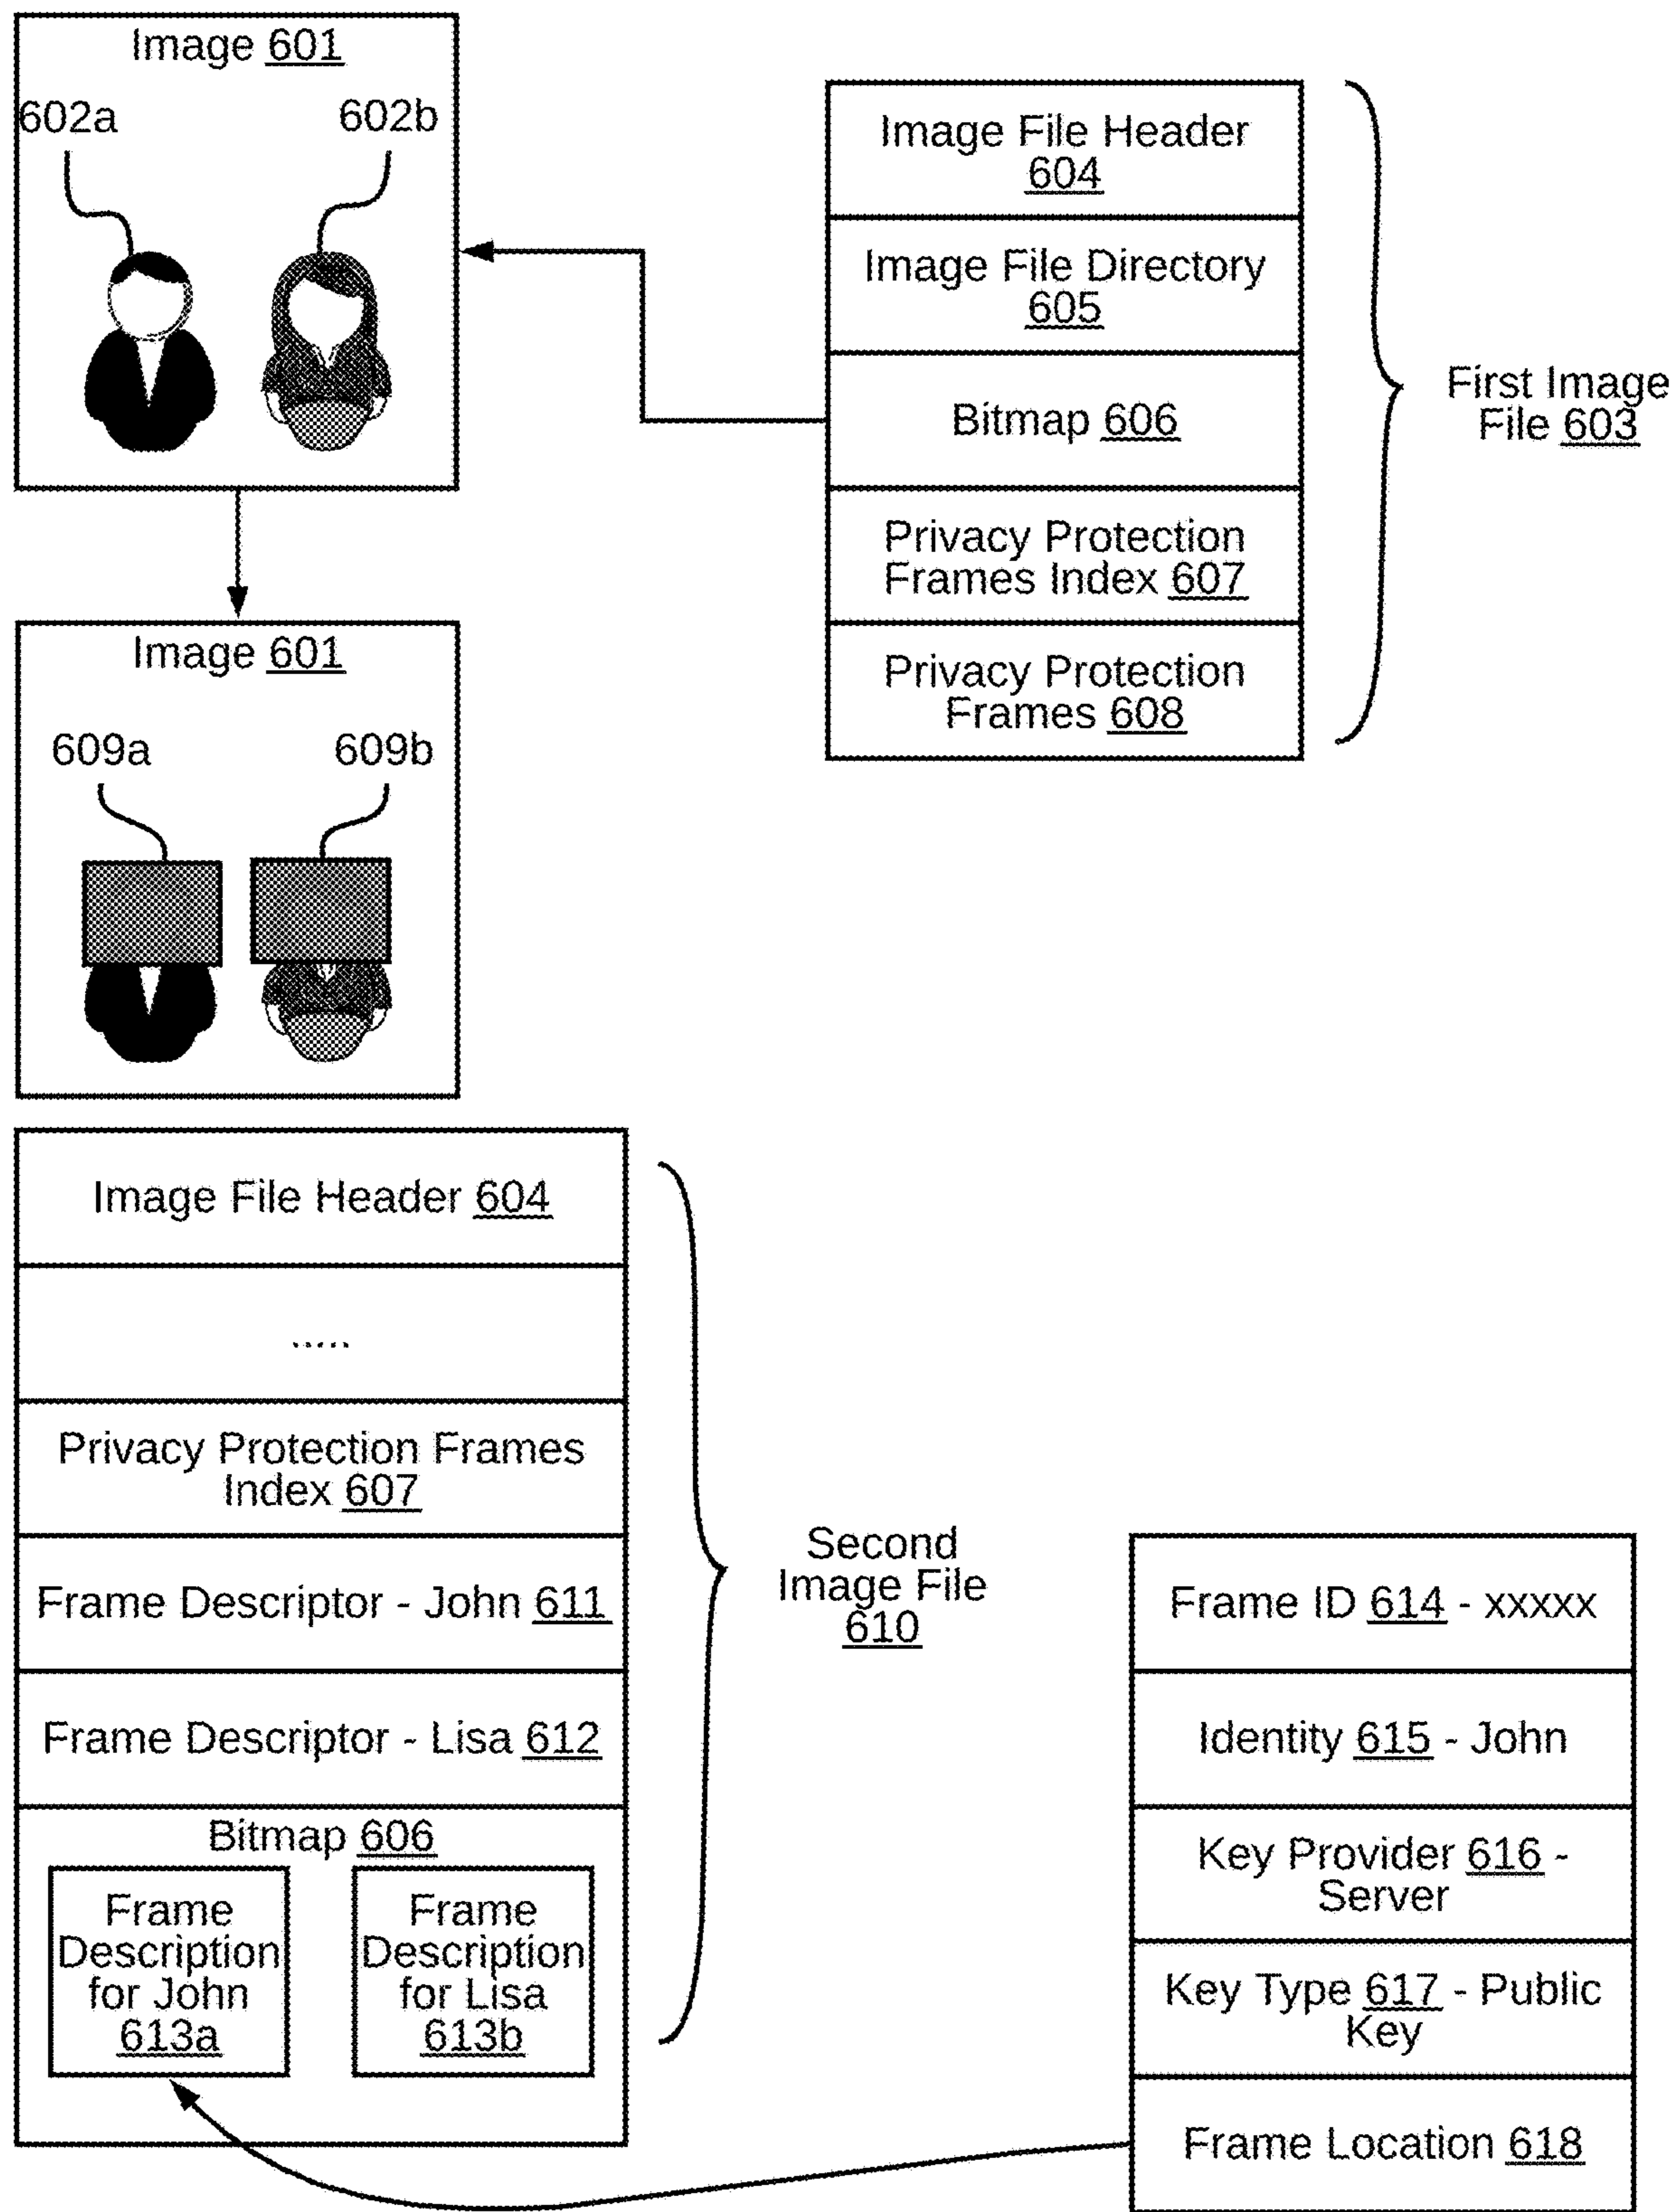 Image 601
602a
602b
Image File Header
604
Image File Directory
605
Bitmap 606
Privacy Protection
Frames Index 607
Privacy Protection
Frames 608
First Image
File 603
Image 601
609a
609b
Image File Header 604
.....
Privacy Protection Frames
Index 607
Frame Descriptor - John 611
Frame Descriptor - Lisa 612
Bitmap 606
Frame
Description
for John
613a
Frame
Description
for Lisa
613b
Second
Image File
610
Frame ID 614 - xxxxx
Identity 615 - John
Key Provider 616 -
Server
Key Type 617 - Public
Key
Frame Location 618